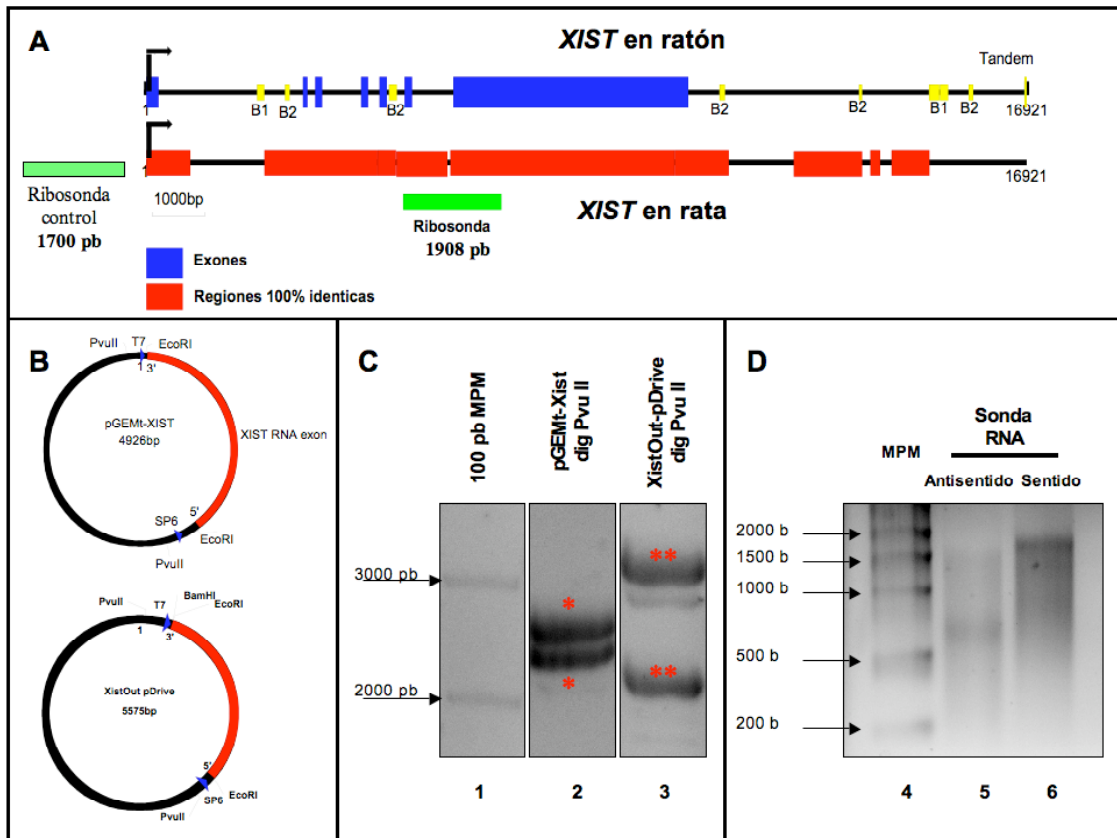 A
XIST en ratón
Tandem
1
B1
B2
B2
B2
B2
B1
B2
16921
1
16921
1000bp
Ribosonda
control
1700 pb
Ribosonda
1908 pb
XIST en rata
Exones
Regiones 100% identicas
B
PvuII
T7
EcoRI
1
3'
pGEMt-XIST
4926bp
XIST RNA exon
SP6
5'
EcoRI
PvuII
PvuII
T7
BamHI
EcoRI
1
3'
XistOut pDrive
5575bp
5'
SP6
EcoRI
PvuII
C
100 pb MPM
pGEMt-Xist
dig Pvu II
XistOut-pDrive
dig Pvu II
3000 pb
2000 pb
*
*
**
**
1
2
3
D
Sonda
RNA
MPM
Antisentido
Sentido
2000 b
1500 b
1000 b
500 b
200 b
4
5
6